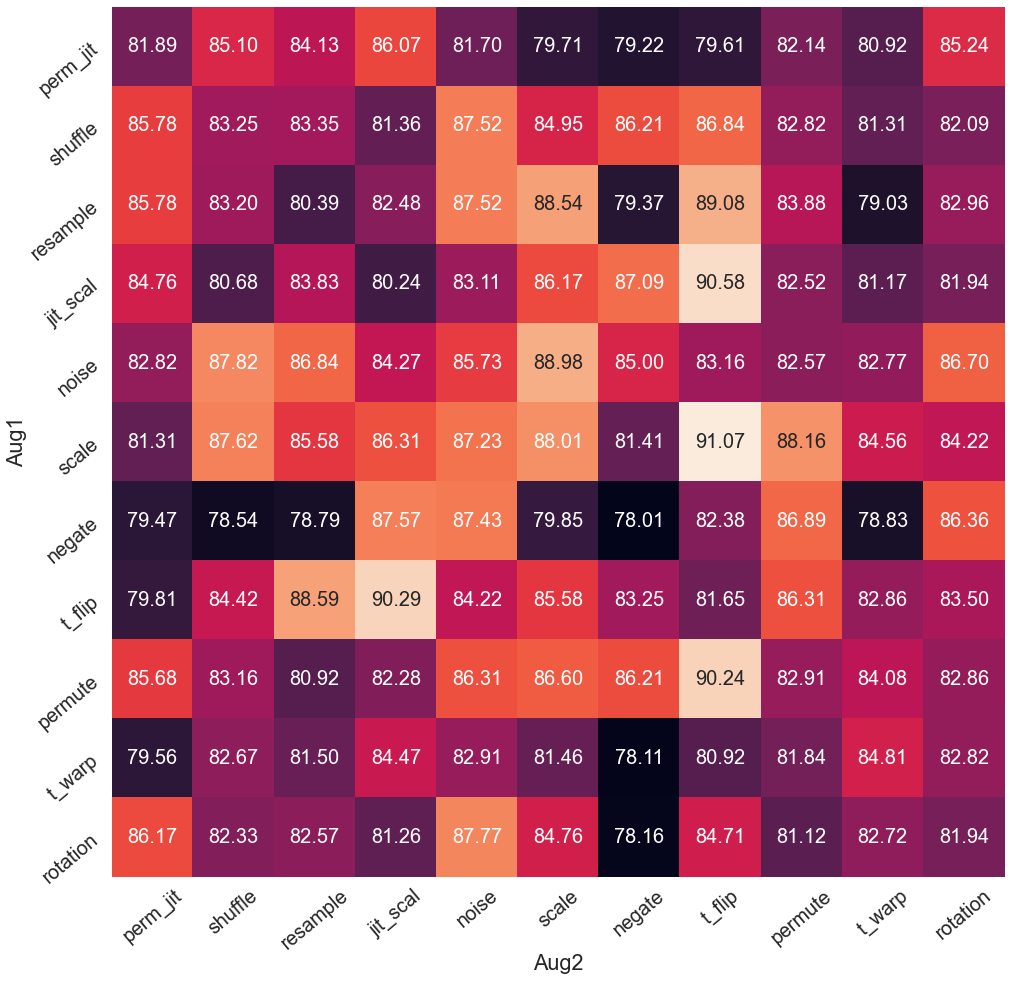 perm_jit 81.89 85.10 84.13 86.07 81.70 79.71 79.22 79.61 82.14 80.92 85.24
shuffle 85.78 83.25 83.35 81.36 87.52 84.95 86.21 86.84 82.82 81.31 82.09
resample 85.78 83.20 80.39 82.48 87.52 88.54 79.37 89.08 83.88 79.03 82.96
jit_scal 84.76 80.68 83.83 80.24 83.11 86.17 87.09 90.58 82.52 81.17 81.94
noise 82.82 87.82 86.84 84.27 85.73 88.98 85.00 83.16 82.57 82.77 86.70
Aug1
scale 81.31 87.62 85.58 86.31 87.23 88.01 81.41 91.07 88.16 84.56 84.22
negate 79.47 78.54 78.79 87.57 87.43 79.85 78.01 82.38 86.89 78.83 86.36
t_flip 79.81 84.42 88.59 90.29 84.22 85.58 83.25 81.65 86.31 82.86 83.50
permute 85.68 83.16 80.92 82.28 86.31 86.60 86.21 90.24 82.91 84.08 82.86
t_warp 79.56 82.67 81.50 84.47 82.91 81.46 78.11 80.92 81.84 84.81 82.82
rotation 86.17 82.33 82.57 81.26 87.77 84.76 78.16 84.71 81.12 82.72 81.94
perm_jit shuffle resample jit_scal noise scale negate t_flip permute t_warp rotation
Aug2